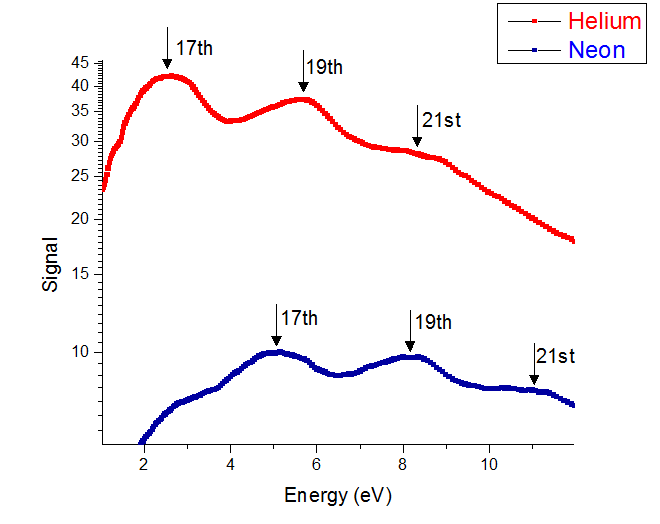 Helium
Neon
17th
19th
21st
45
40
35
30
25
20
15
10
Signal
17th
19th
21st
2
4
6
8
10
Energy (eV)